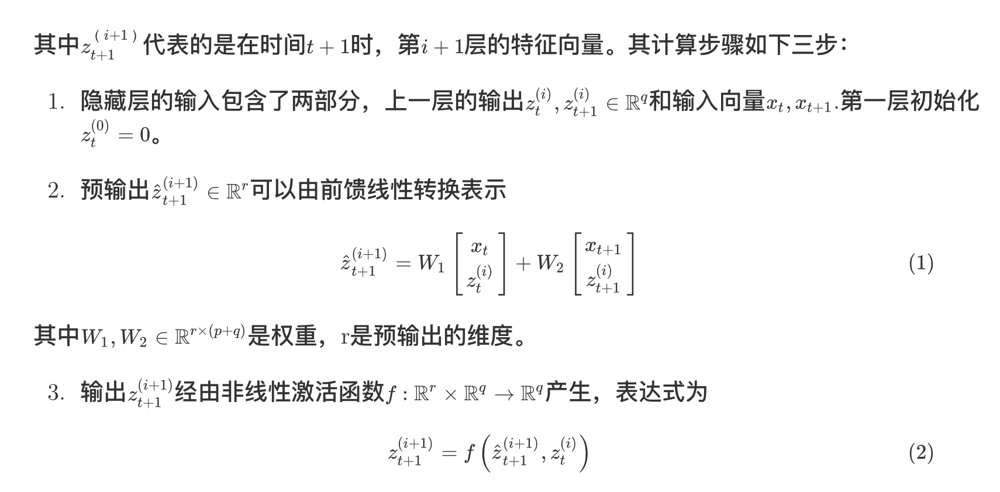 其中$z_{t+1}^{(i+1)}$代表的是在时间$t+1$时，第$i+1$层的特征向量。其计算步骤如下三步：
1. 隐藏层的输入包含了两部分，上一层的输出$z_t^{(i)}, z_{t+1}^{(i)} \in \mathbb{R}^q$和输入向量$x_t, x_{t+1}$.第一层初始化
$z_t^{(0)} = 0$。
2. 预输出$\hat{z}_{t+1}^{(i+1)} \in \mathbb{R}^r$可以由前馈线性转换表示
$\hat{z}_{t+1}^{(i+1)} = W_1 \begin{bmatrix} x_t \\ z_t^{(i)} \end{bmatrix} + W_2 \begin{bmatrix} x_{t+1} \\ z_{t+1}^{(i)} \end{bmatrix}$ (1)
其中$W_1, W_2 \in \mathbb{R}^{r \times (p+q)}$是权重，r是预输出的维度。
3. 输出$z_{t+1}^{(i+1)}$经由非线性激活函数$f : \mathbb{R}^r \times \mathbb{R}^q \to \mathbb{R}^q$产生，表达式为
$z_{t+1}^{(i+1)} = f\left(\hat{z}_{t+1}^{(i+1)}, z_t^{(i)}\right)$ (2)